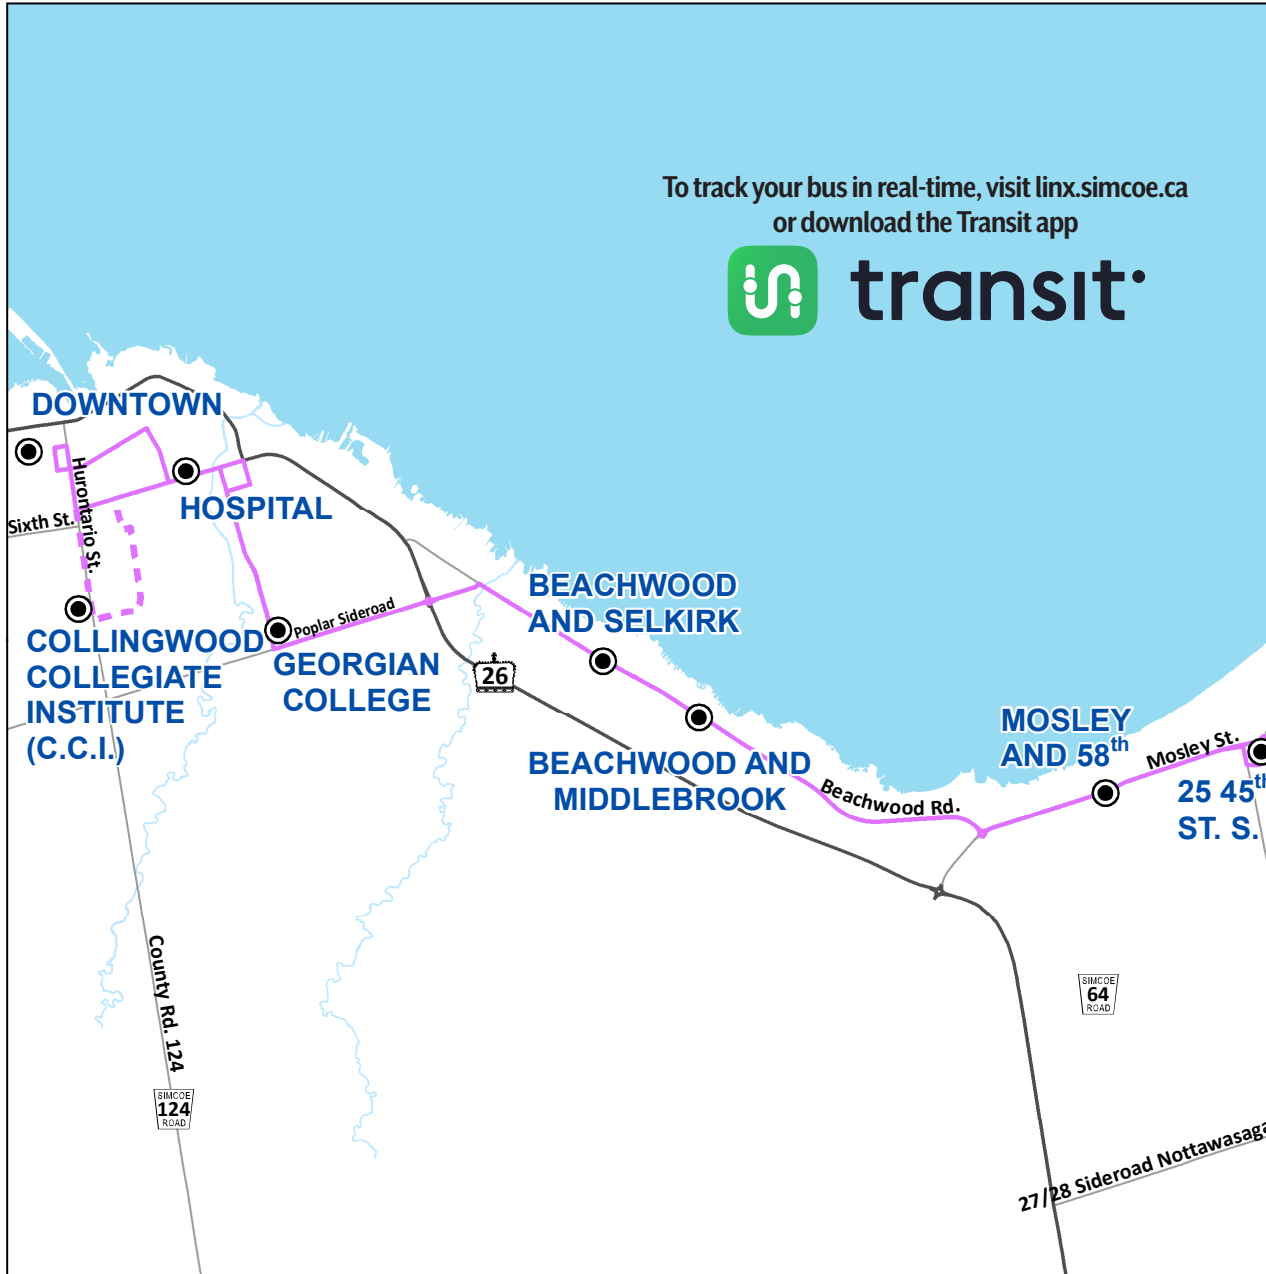 To track your bus in real-time, visit linx.simcoe.ca
or download the Transit app
transit
DOWNTOWN
Hurontario St.
HOSPITAL
Sixth St.
BEACHWOOD
AND SELKIRK
Poplar Sideroad
COLLINGWOOD
COLLEGIATE
INSTITUTE
(C.C.I.)
GEORGIAN
COLLEGE
26
MOSLEY
AND 58th
Mosley St.
BEACHWOOD AND
MIDDLEBROOK
Beachwood Rd.
25 45th
ST. S.
County Rd. 124
SIMCOE
64
ROAD
SIMCOE
124
ROAD
27/28 Sideroad Nottawasaga